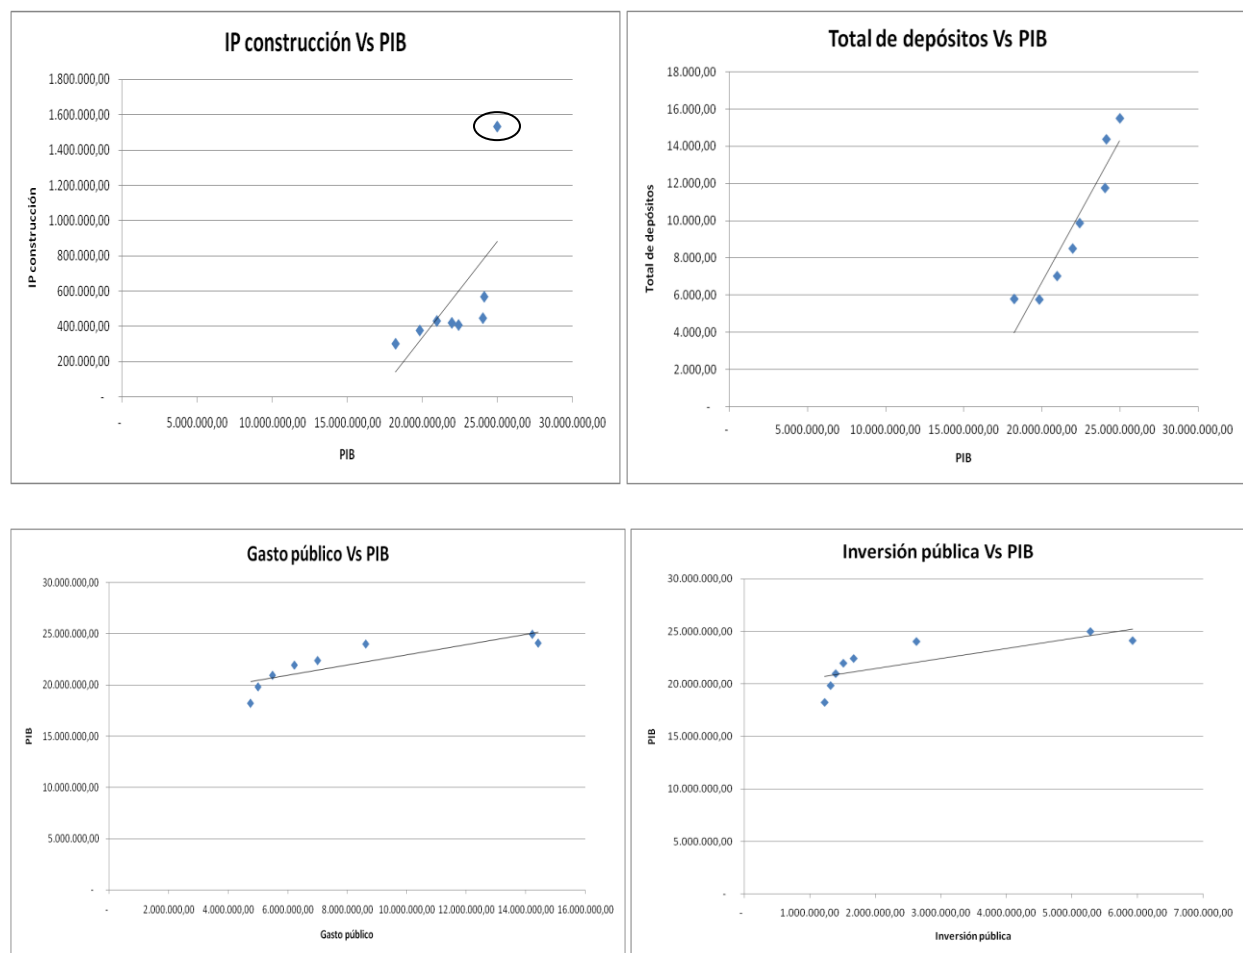 IP construcción Vs PIB
1.800.000,00
1.600.000,00
1.400.000,00
1.200.000,00
1.000.000,00
800.000,00
600.000,00
400.000,00
200.000,00
-
IP construcción
- 5.000.000,00 10.000.000,00 15.000.000,00 20.000.000,00 25.000.000,00 30.000.000,00
PIB
Total de depósitos Vs PIB
18.000,00
16.000,00
14.000,00
12.000,00
10.000,00
8.000,00
6.000,00
4.000,00
2.000,00
-
Total de depósitos
- 5.000.000,00 10.000.000,00 15.000.000,00 20.000.000,00 25.000.000,00 30.000.000,00
PIB
Gasto público Vs PIB
30.000.000,00
25.000.000,00
20.000.000,00
15.000.000,00
10.000.000,00
5.000.000,00
-
PIB
- 2.000.000,00 4.000.000,00 6.000.000,00 8.000.000,00 10.000.000,00 12.000.000,00 14.000.000,00 16.000.000,00
Gasto público
Inversión pública Vs PIB
30.000.000,00
25.000.000,00
20.000.000,00
15.000.000,00
10.000.000,00
5.000.000,00
-
PIB
- 1.000.000,00 2.000.000,00 3.000.000,00 4.000.000,00 5.000.000,00 6.000.000,00 7.000.000,00
Inversión pública